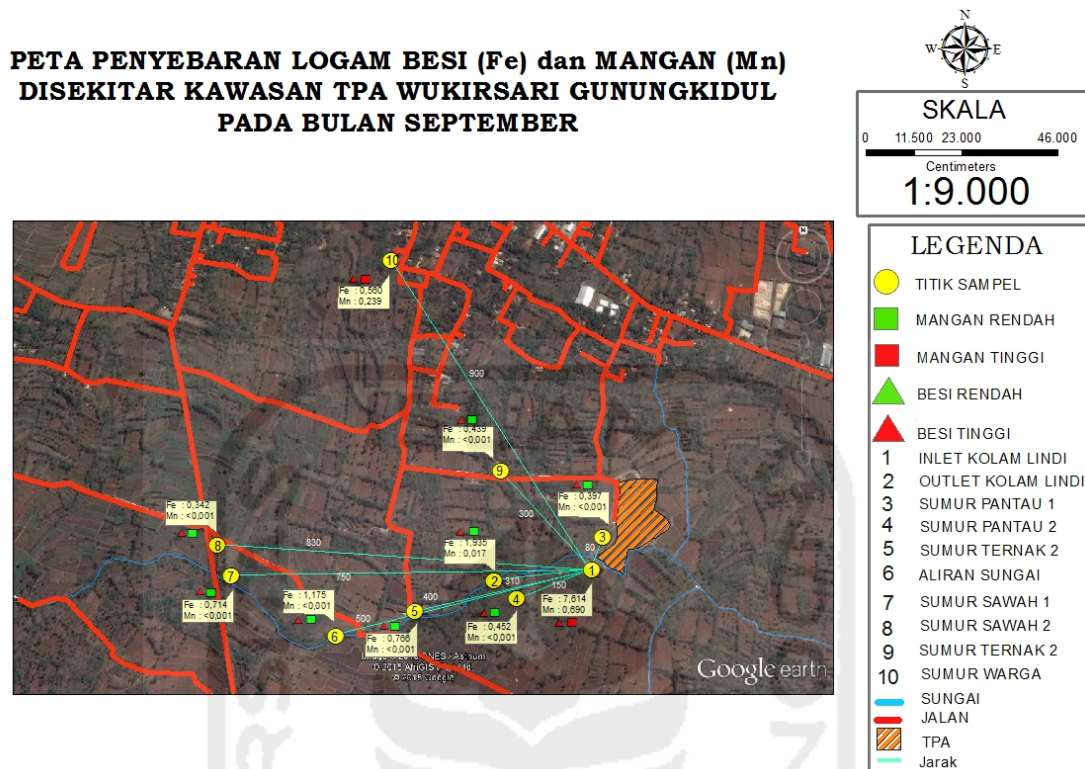 PETA PENYEBARAN LOGAM BESI (Fe) dan MANGAN (Mn)
DISEKITAR KAWASAN TPA WUKIRSARI GUNUNGKIDUL
PADA BULAN SEPTEMBER
N
W E
S
SKALA
0 11.500 23.000 46.000
Centimeters
1:9.000
LEGENDA
TITIK SAMPEL
MANGAN RENDAH
MANGAN TINGGI
BESI RENDAH
BESI TINGGI
1 INLET KOLAM LINDI
2 OUTLET KOLAM LINDI
3 SUMUR PANTAU 1
4 SUMUR PANTAU 2
5 SUMUR TERNAK 2
6 ALIRAN SUNGAI
7 SUMUR SAWAH 1
8 SUMUR SAWAH 2
9 SUMUR TERNAK 2
10 SUMUR WARGA
SUNGAI
JALAN
TPA
Jarak
N
10
Fe : 0,560
Mn : 0,239
900
Fe : 0,439
Mn : <0,001
9
Fe : 0,397
Mn : <0,001
300
3
80
Fe : 0,342
Mn : <0,001
8
830
Fe : 1,935
Mn : 0,017
1
7
750
2
310
150
Fe : 0,714
Mn : <0,001
Fe : 1,175
Mn : <0,001
400
4
Fe : 7,614
Mn : 0,690
5
500
6
Fe : 0,766
Mn : <0,001
Fe : 0,452
Mn : <0,001
© 2015 Google
Google earth